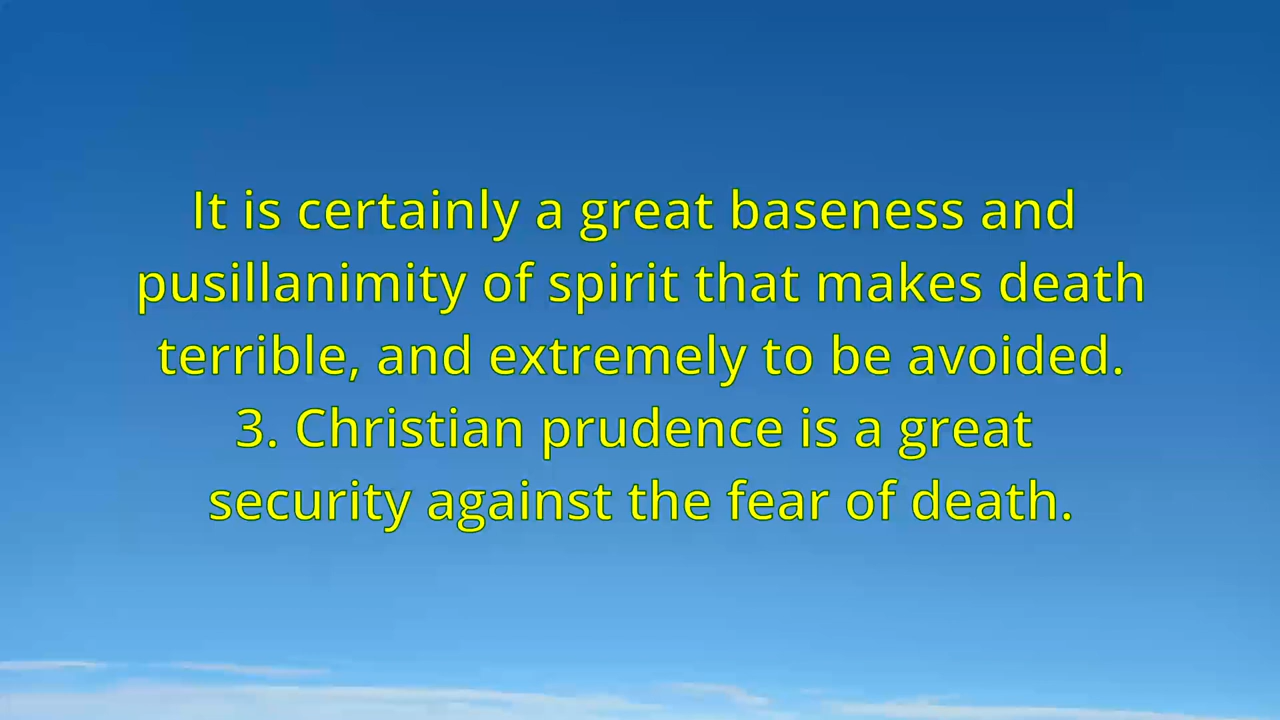 It is certainly a great baseness and
pusillanimity of spirit that makes death
terrible, and extremely to be avoided.
3. Christian prudence is a great
security against the fear of death.